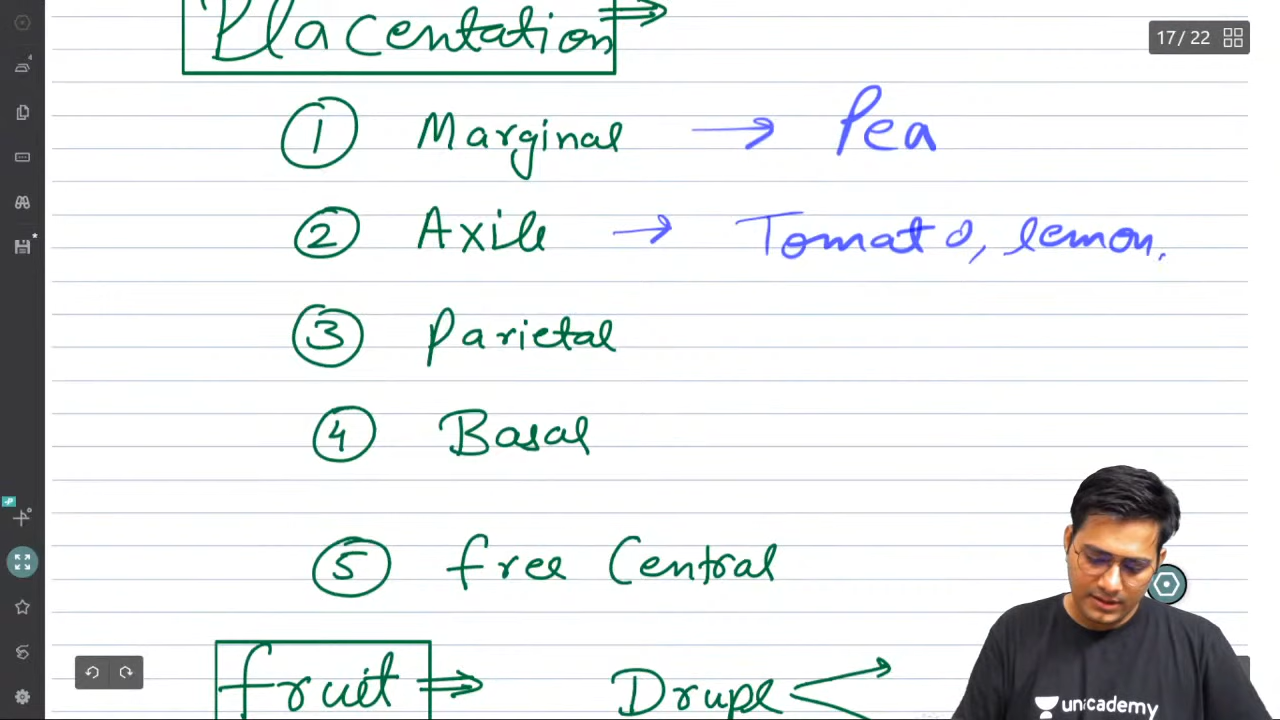 Placentation ⇒
17/22
① Marginal → Pea
② Axile → Tomato, lemon.
③ Parietal
④ Basal
⑤ free Central
fruit ⇒ Drupe
unacademy